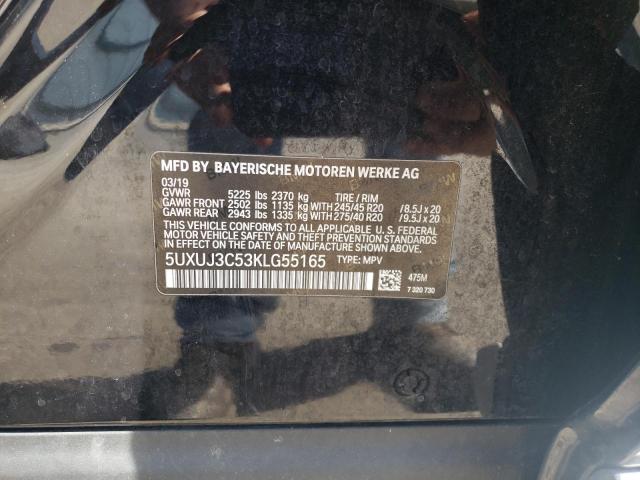 MFD BY BAYERISCHE MOTOREN WERKE AG
03/19
GVWR 5225 lbs 2370 kg TIRE / RIM
GAWR FRONT 2502 lbs 1135 kg WITH 245/45 R20 /8.5J x 20
GAWR REAR 2943 lbs 1335 kg WITH 275/40 R20 /9.5J x 20
THIS VEHICLE CONFORMS TO ALL APPLICABLE U.S. FEDERAL
MOTOR VEHICLE SAFETY AND THEFT PREVENTION STANDARDS
IN EFFECT ON THE DATE OF MANUFACTURE SHOWN ABOVE.
5UXUJ3C53KLG55165 TYPE: MPV
475M
7 320 730